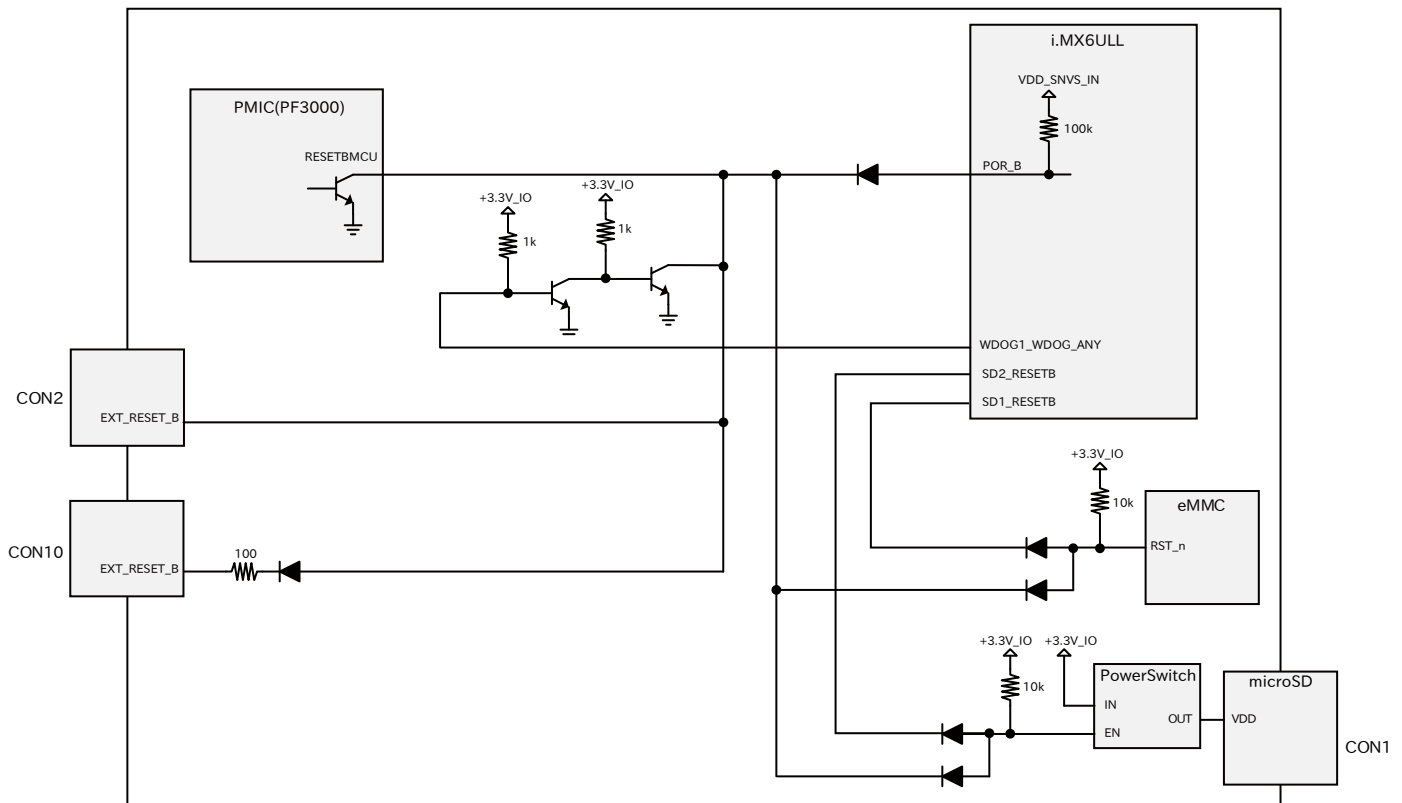 i.MX6ULL
VDD_SNVS_IN
100k
POR_B
PMIC(PF3000)
RESETBMCU
+3.3V_IO
1k
+3.3V_IO
1k
WDOG1_WDOG_ANY
SD2_RESETB
SD1_RESETB
CON2
EXT_RESET_B
CON10
EXT_RESET_B
100
+3.3V_IO
10k
eMMC
RST_n
+3.3V_IO
10k
+3.3V_IO
PowerSwitch
IN
OUT
EN
microSD
VDD
CON1